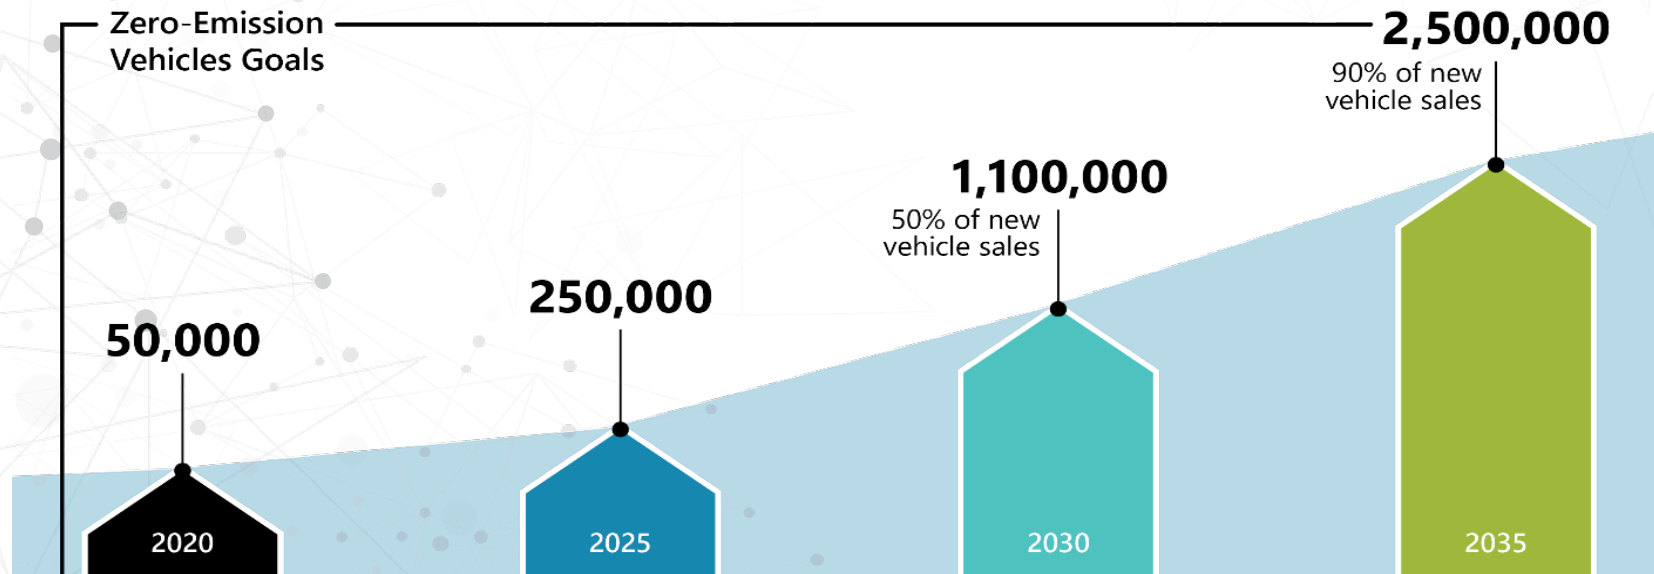 Zero-Emission
Vehicles Goals
2,500,000
90% of new
vehicle sales
1,100,000
50% of new
vehicle sales
250,000
50,000
2020
2025
2030
2035